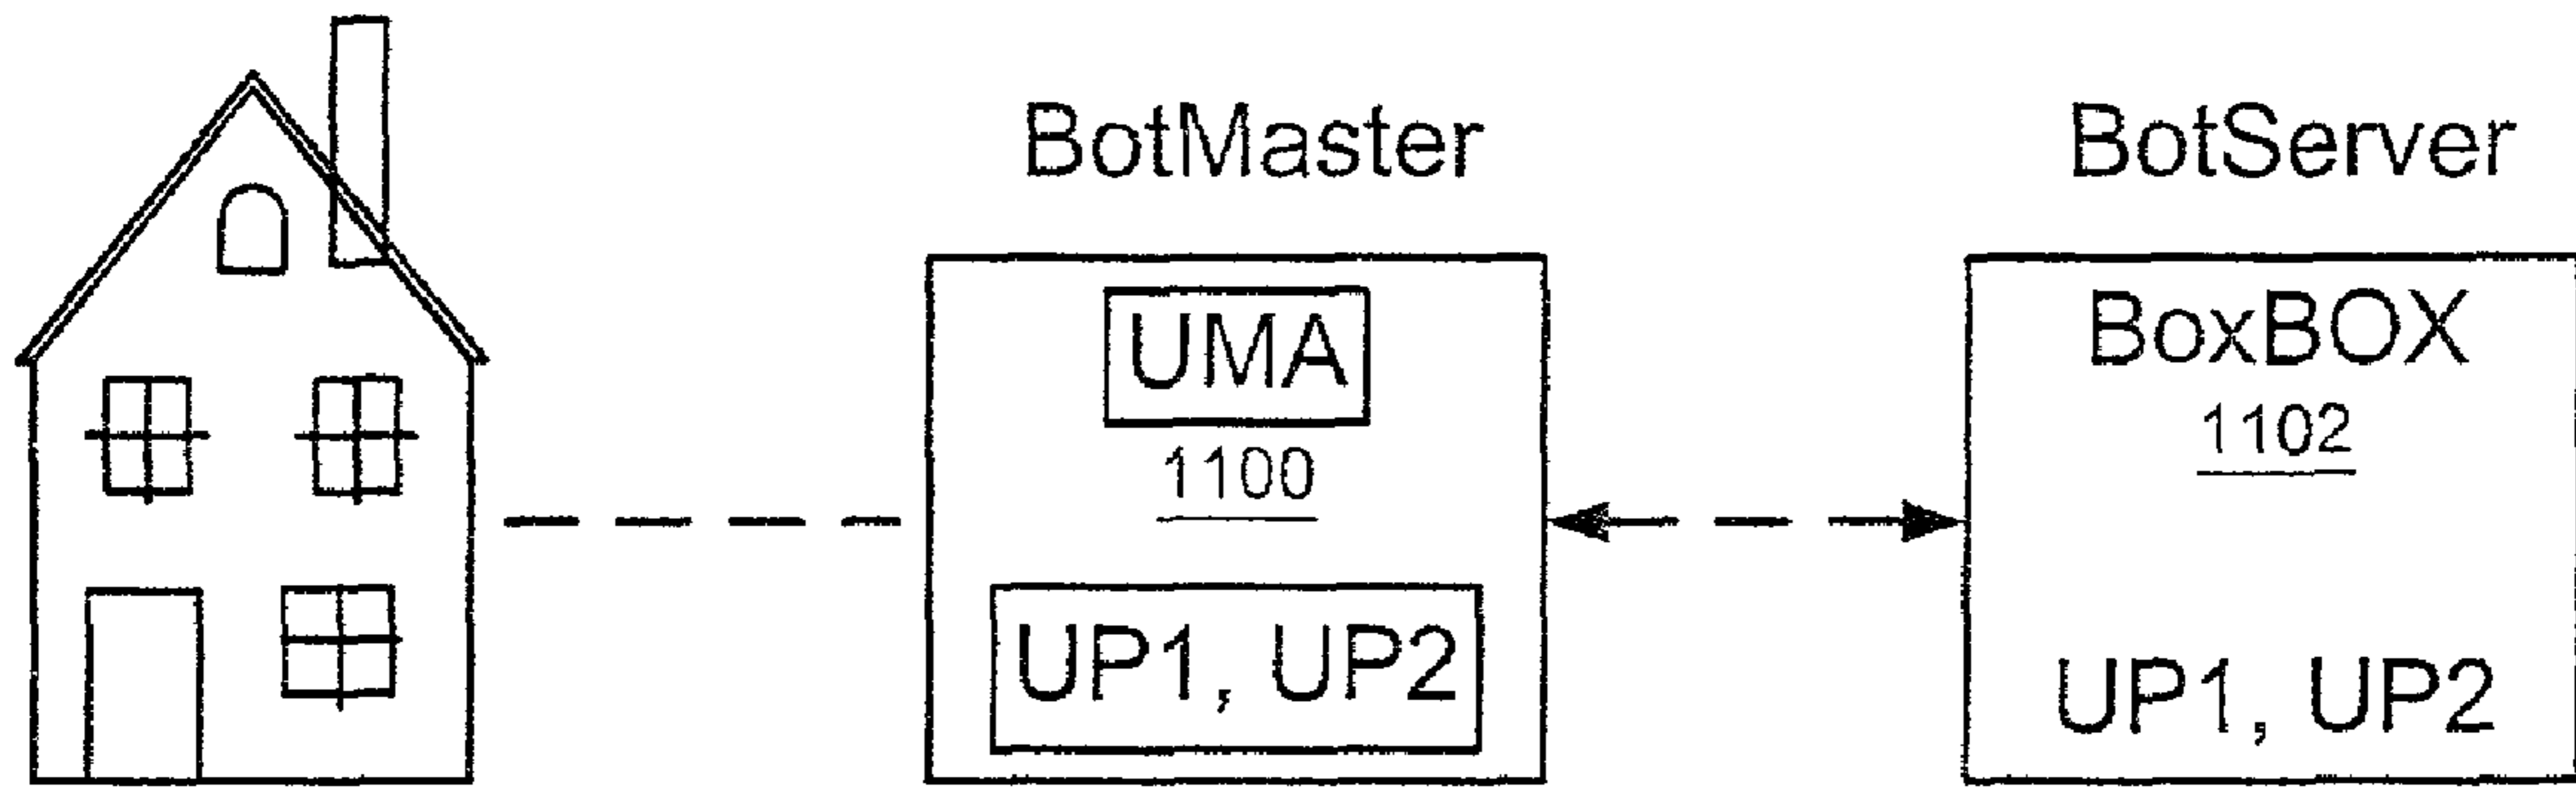 BotMaster
UMA
1100
UP1, UP2
BotServer
BoxBOX
1102
UP1, UP2